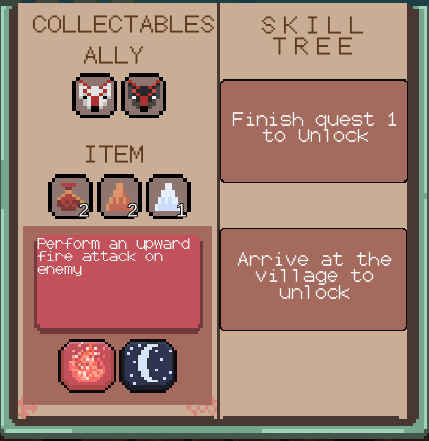 COLLECTABLES
ALLY
ITEM
2
2
1
Perform an upward
fire attack on
enemy
SKILL
TREE
Finish quest 1
to Unlock
Arrive at the
village to
unlock